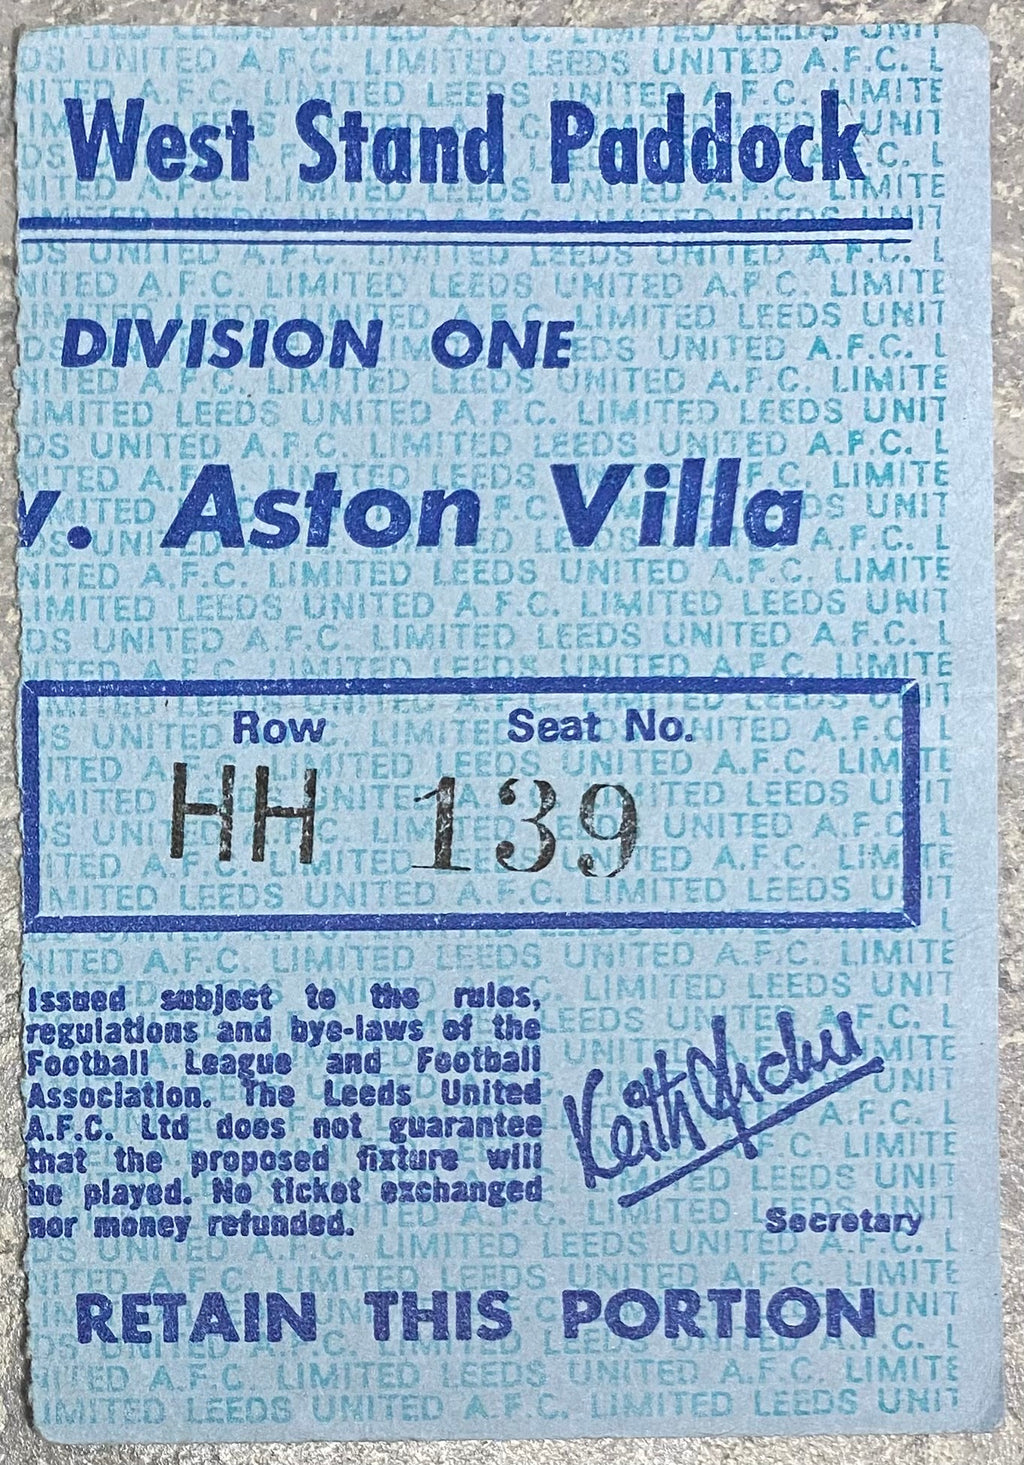 West Stand Paddock
DIVISION ONE
v. Aston Villa
Row Seat No.
HH 139
Issued subject to the rules,
regulations and bye-laws of the
Football League and Football
Association. The Leeds United
A.F.C. Ltd does not guarantee
that the proposed fixture will
be played. No ticket exchanged
nor money refunded.
Keith Archer
Secretary
RETAIN THIS PORTION